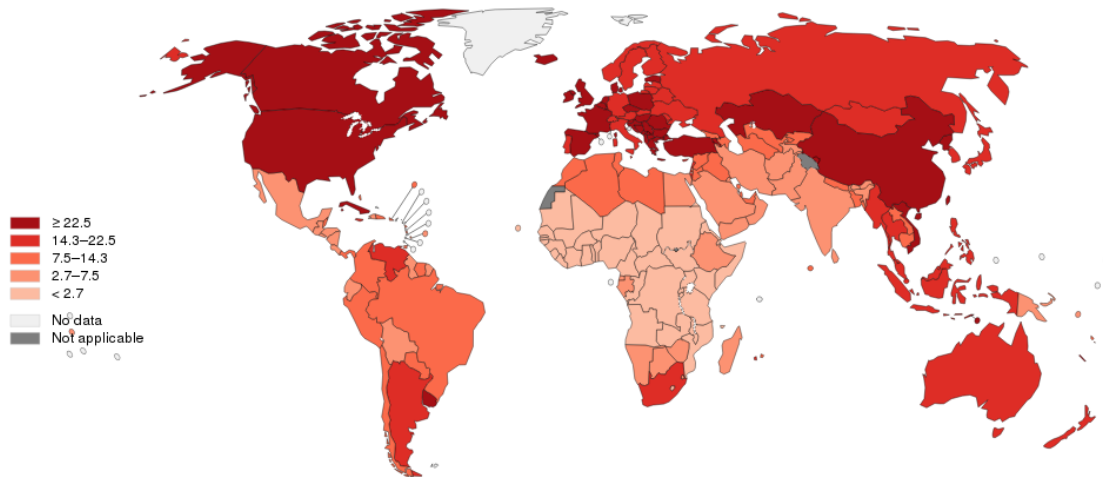 ≥ 22.5
14.3–22.5
7.5–14.3
2.7–7.5
< 2.7
No data
Not applicable